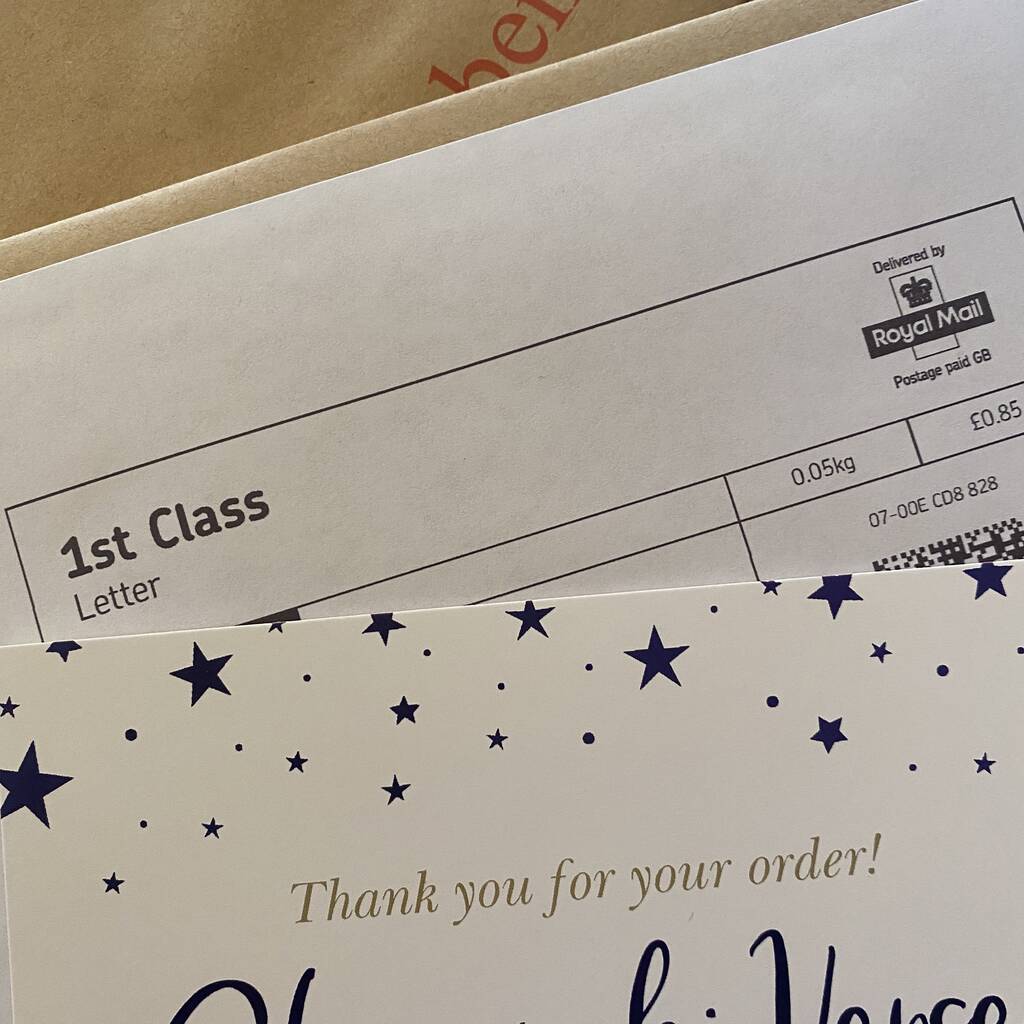 Delivered by
Royal Mail
Postage paid GB
£0.85
0.05kg
07-00E CD8 828
1st Class
Letter
Thank you for your order!